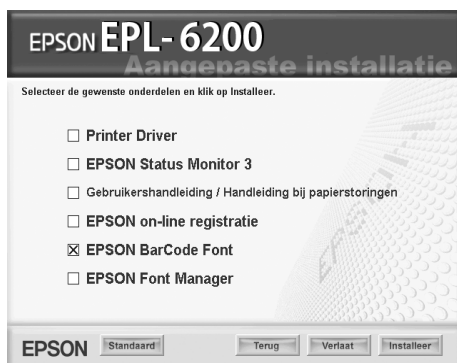 EPSON EPL-6200
Aangepaste installatie
Selecteer de gewenste onderdelen en klik op Installeer.
Printer Driver
EPSON Status Monitor 3
Gebruikershandleiding / Handleiding bij papierstoringen
EPSON on-line registratie
EPSON BarCode Font
EPSON Font Manager
EPSON
EPSON Standaard Terug Verlaat Installeer